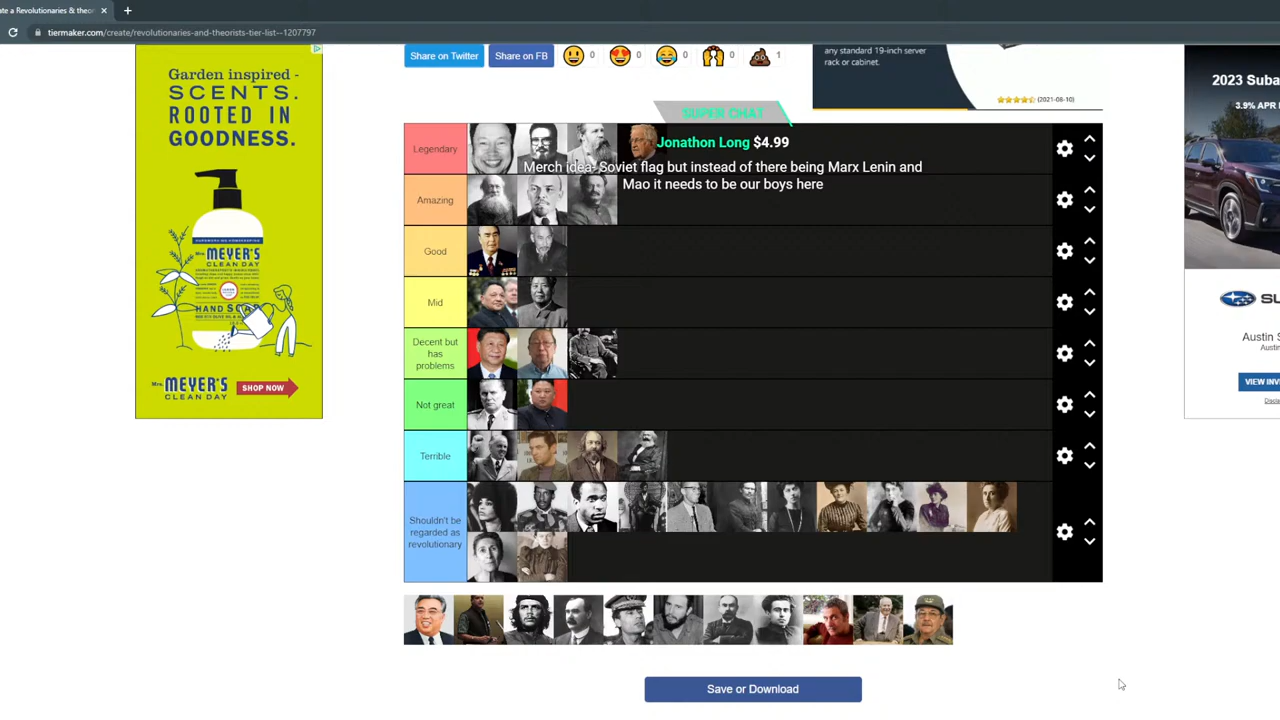 ate a Revolutionaries & theor
tiermaker.com/create/revolutionaries-and-theorists-tier-list--1207797
Garden inspired -
SCENTS.
ROOTED IN
GOODNESS.
MRS.
MEYER'S
CLEAN DAY
HAND SOAP
Mrs. MEYER'S
CLEAN DAY
SHOP NOW
Share on Twitter
Share on FB
0
0
0
0
1
any standard 19-inch server
rack or cabinet.
(2021-08-10)
SUPER CHAT
Jonathon Long $4.99
Merch idea- Soviet flag but instead of there being Marx Lenin and
Mao it needs to be our boys here
Legendary
Amazing
Good
Mid
Decent but
has
problems
Not great
Terrible
Shouldn't be
regarded as
revolutionary
Save or Download
2023 Suba
3.9% APR
SU
Austin S
Austin
VIEW INV